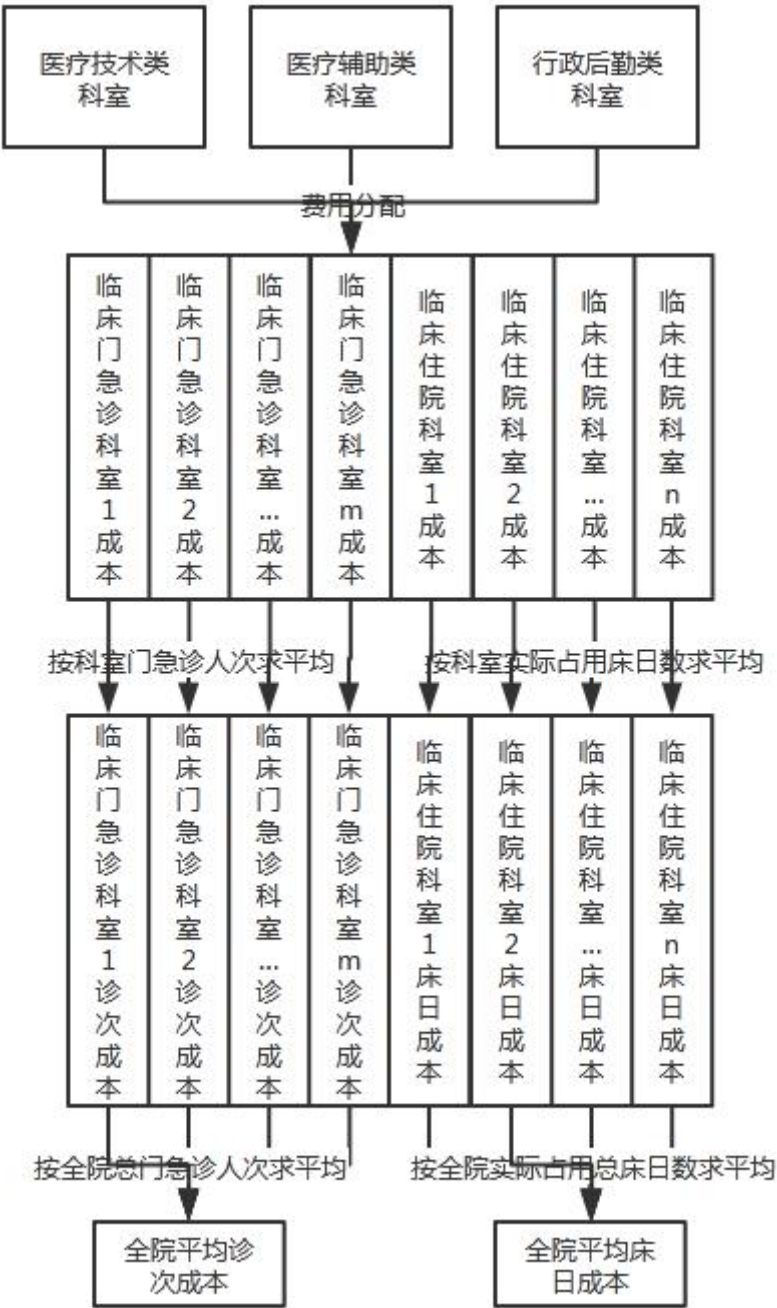 医疗技术类
科室
医疗辅助类
科室
行政后勤类
科室
费用分配
临床门急诊科室1成本
临床门急诊科室2成本
临床门急诊科室...成本
临床门急诊科室m成本
临床住院科室1成本
临床住院科室2成本
临床住院科室...成本
临床住院科室n成本
按科室门急诊人次求平均
按科室实际占用床日数求平均
临床门急诊科室1诊次成本
临床门急诊科室2诊次成本
临床门急诊科室...诊次成本
临床门急诊科室m诊次成本
临床住院科室1床日成本
临床住院科室2床日成本
临床住院科室...床日成本
临床住院科室n床日成本
按全院总门急诊人次求平均
按全院实际占用总床日数求平均
全院平均诊
次成本
全院平均床
日成本